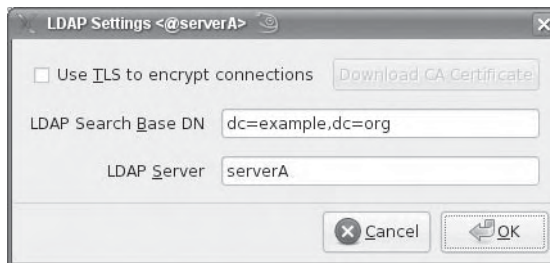 LDAP Settings <@serverA>
Use TLS to encrypt connections
Download CA Certificate
LDAP Search Base DN
dc=example,dc=org
LDAP Server
serverA
Cancel
OK